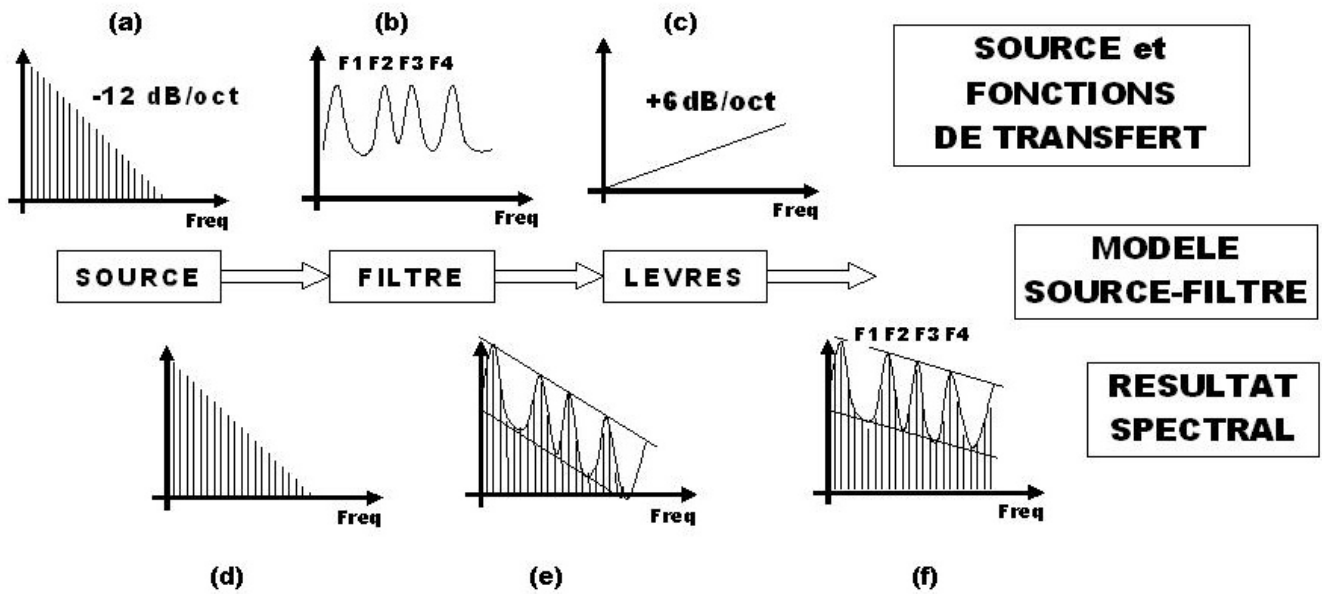 (a)
(b)
(c)
-12 dB/oct
F1 F2 F3 F4
+6 dB/oct
Freq
Freq
Freq
SOURCE et
FONCTIONS
DE TRANSFERT
SOURCE
FILTRE
LEVRES
MODELE
SOURCE-FILTRE
F1 F2 F3 F4
Freq
Freq
Freq
RESULTAT
SPECTRAL
(d)
(e)
(f)